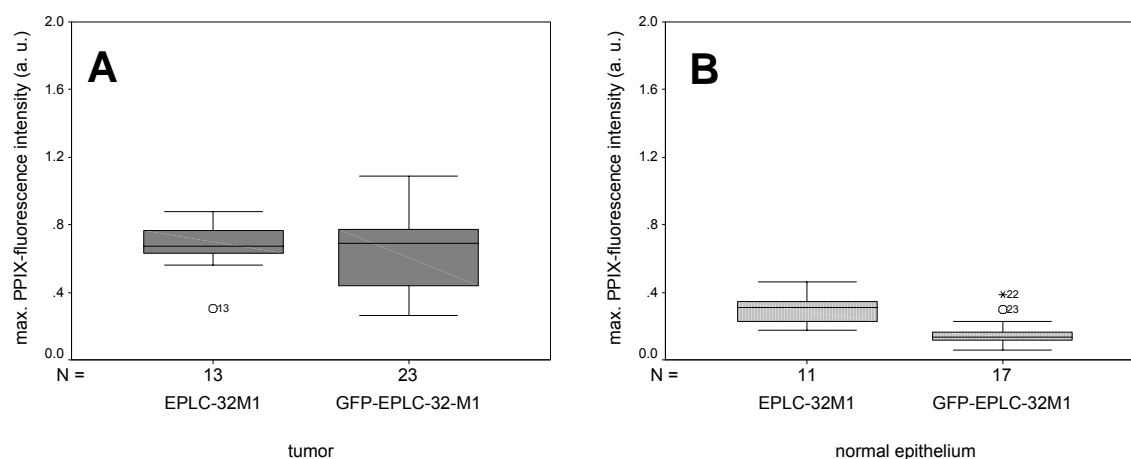 A
max. PPIX-fluorescence intensity (a. u.)
2.0
1.6
1.2
.8
.4
0.0
13
N =
13
23
EPLC-32M1
GFP-EPLC-32-M1
tumor
B
max. PPIX-fluorescence intensity (a. u.)
2.0
1.6
1.2
.8
.4
0.0
22
23
N =
11
17
EPLC-32M1
GFP-EPLC-32M1
normal epithelium